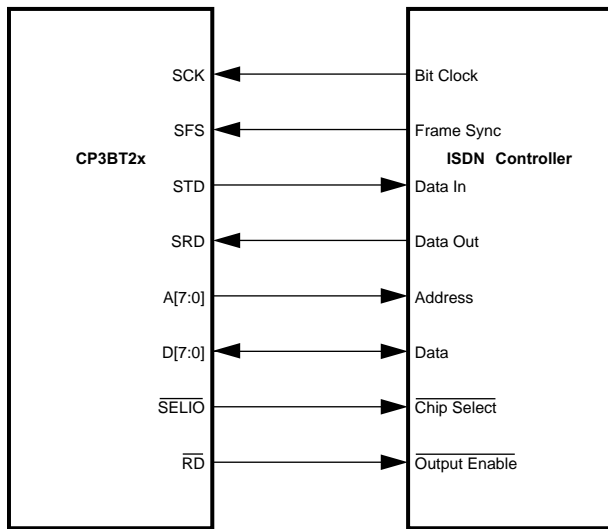 SCK Bit Clock
SFS Frame Sync
CP3BT2x ISDN Controller
STD Data In
SRD Data Out
A[7:0] Address
D[7:0] Data
SELIO Chip Select
RD Output Enable